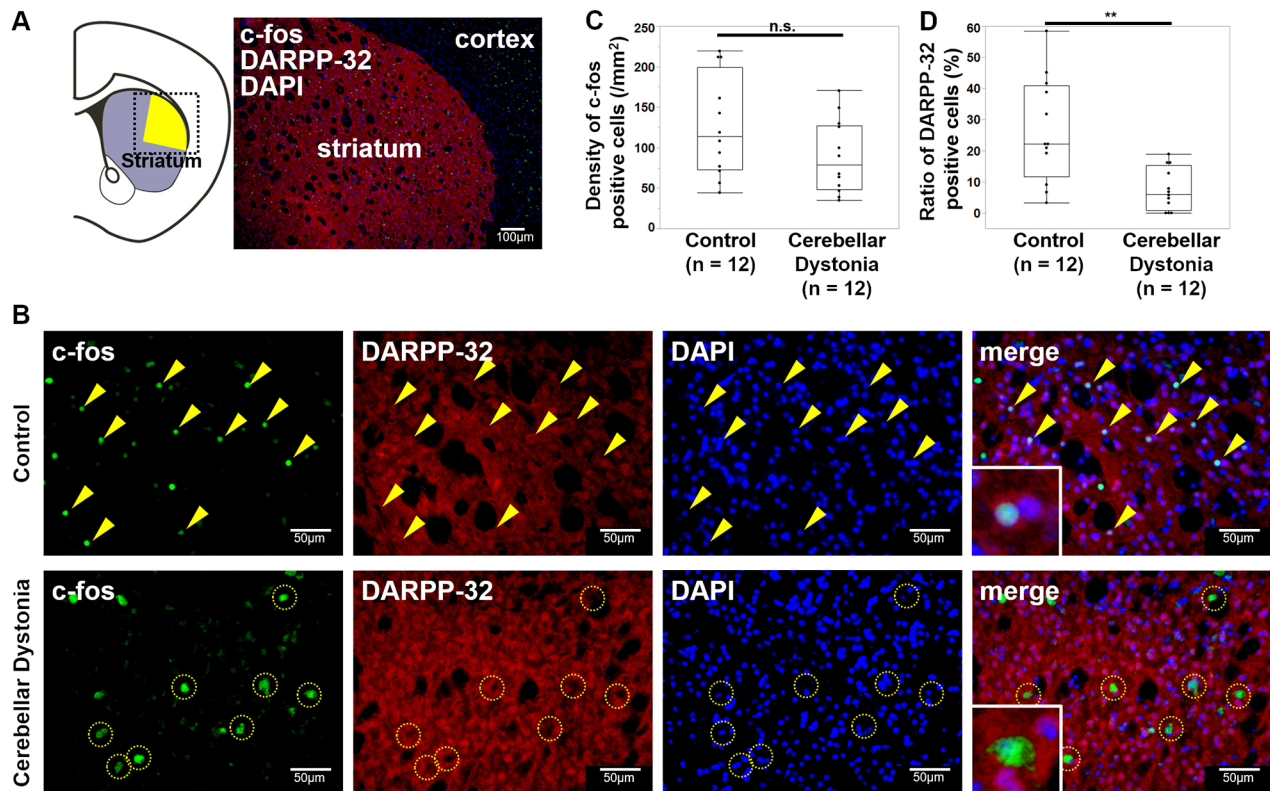 A
c-fos
DARPP-32
DAPI
cortex
striatum
Striatum
100μm
C
n.s.
Density of c-fos
positive cells (/mm2)
250
200
150
100
50
0
Control
(n = 12)
Cerebellar
Dystonia
(n = 12)
D
**
Ratio of DARPP-32
positive cells (%)
60
50
40
30
20
10
0
Control
(n = 12)
Cerebellar
Dystonia
(n = 12)
B
Control
c-fos
50μm
DARPP-32
50μm
DAPI
50μm
merge
50μm
Cerebellar Dystonia
c-fos
50μm
DARPP-32
50μm
DAPI
50μm
merge
50μm